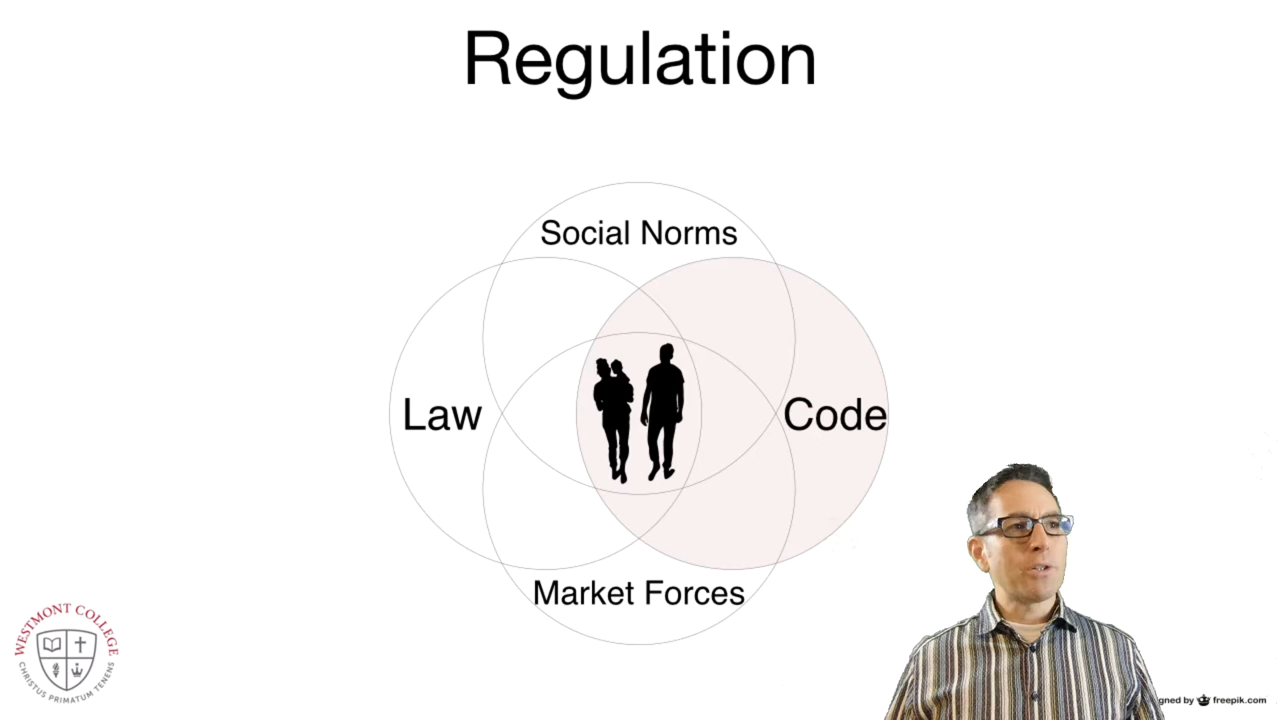 Regulation
Social Norms
Law
Code
Market Forces
WESTMONT COLLEGE
CHRISTUS PRIMATUM TENENS
gned by freepik.com